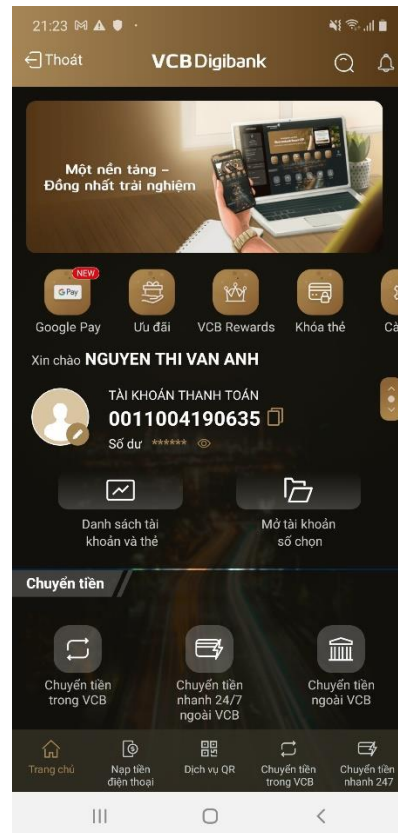 21:23
Thoát
VCB Digibank
Một nền tảng –
Đồng nhất trải nghiệm
NEW
G Pay
Google Pay
Ưu đãi
VCB Rewards
Khóa thẻ
Cà
Xin chào NGUYEN THI VAN ANH
TÀI KHOẢN THANH TOÁN
0011004190635
Số dư ******
Danh sách tài
khoản và thẻ
Mở tài khoản
số chọn
Chuyển tiền
Chuyển tiền
trong VCB
Chuyển tiền
nhanh 24/7
ngoài VCB
Chuyển tiền
ngoài VCB
Trang chủ
Nạp tiền
điện thoại
Dịch vụ QR
Chuyển tiền
trong VCB
Chuyển tiền
nhanh 247